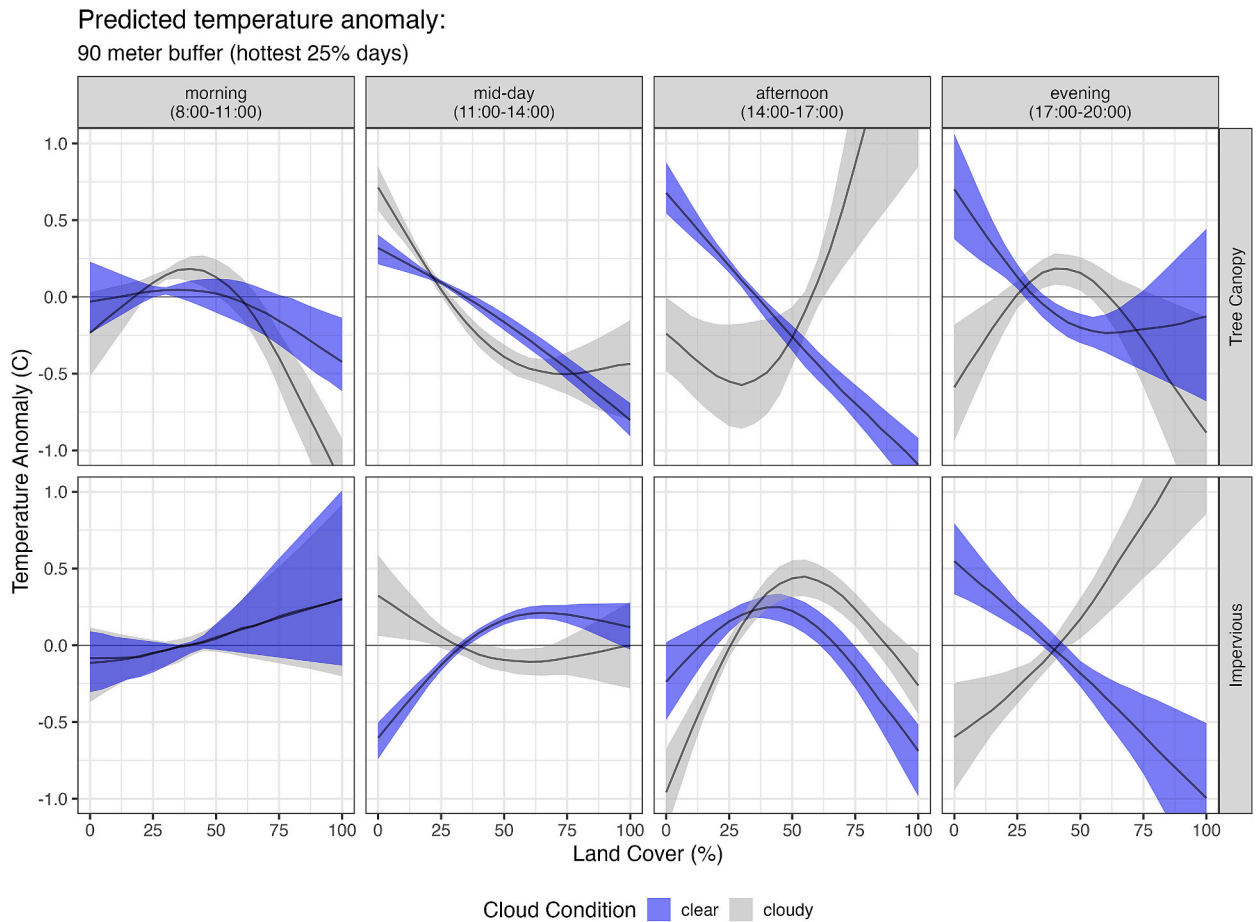 Predicted temperature anomaly:
90 meter buffer (hottest 25% days)
morning
(8:00-11:00)
mid-day
(11:00-14:00)
afternoon
(14:00-17:00)
evening
(17:00-20:00)
Temperature Anomaly (C)
1.0
0.5
0.0
-0.5
-1.0
Tree Canopy
1.0
0.5
0.0
-0.5
-1.0
Impervious
0 25 50 75 100
0 25 50 75 100
0 25 50 75 100
0 25 50 75 100
Land Cover (%)
Cloud Condition clear cloudy